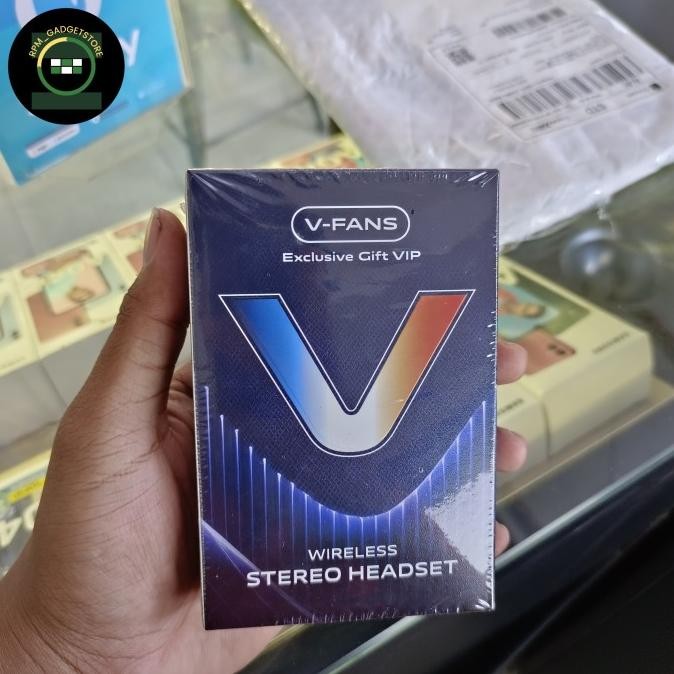 RPM_GADGETSTORE
V-FANS
Exclusive Gift VIP
V
WIRELESS
STEREO HEADSET